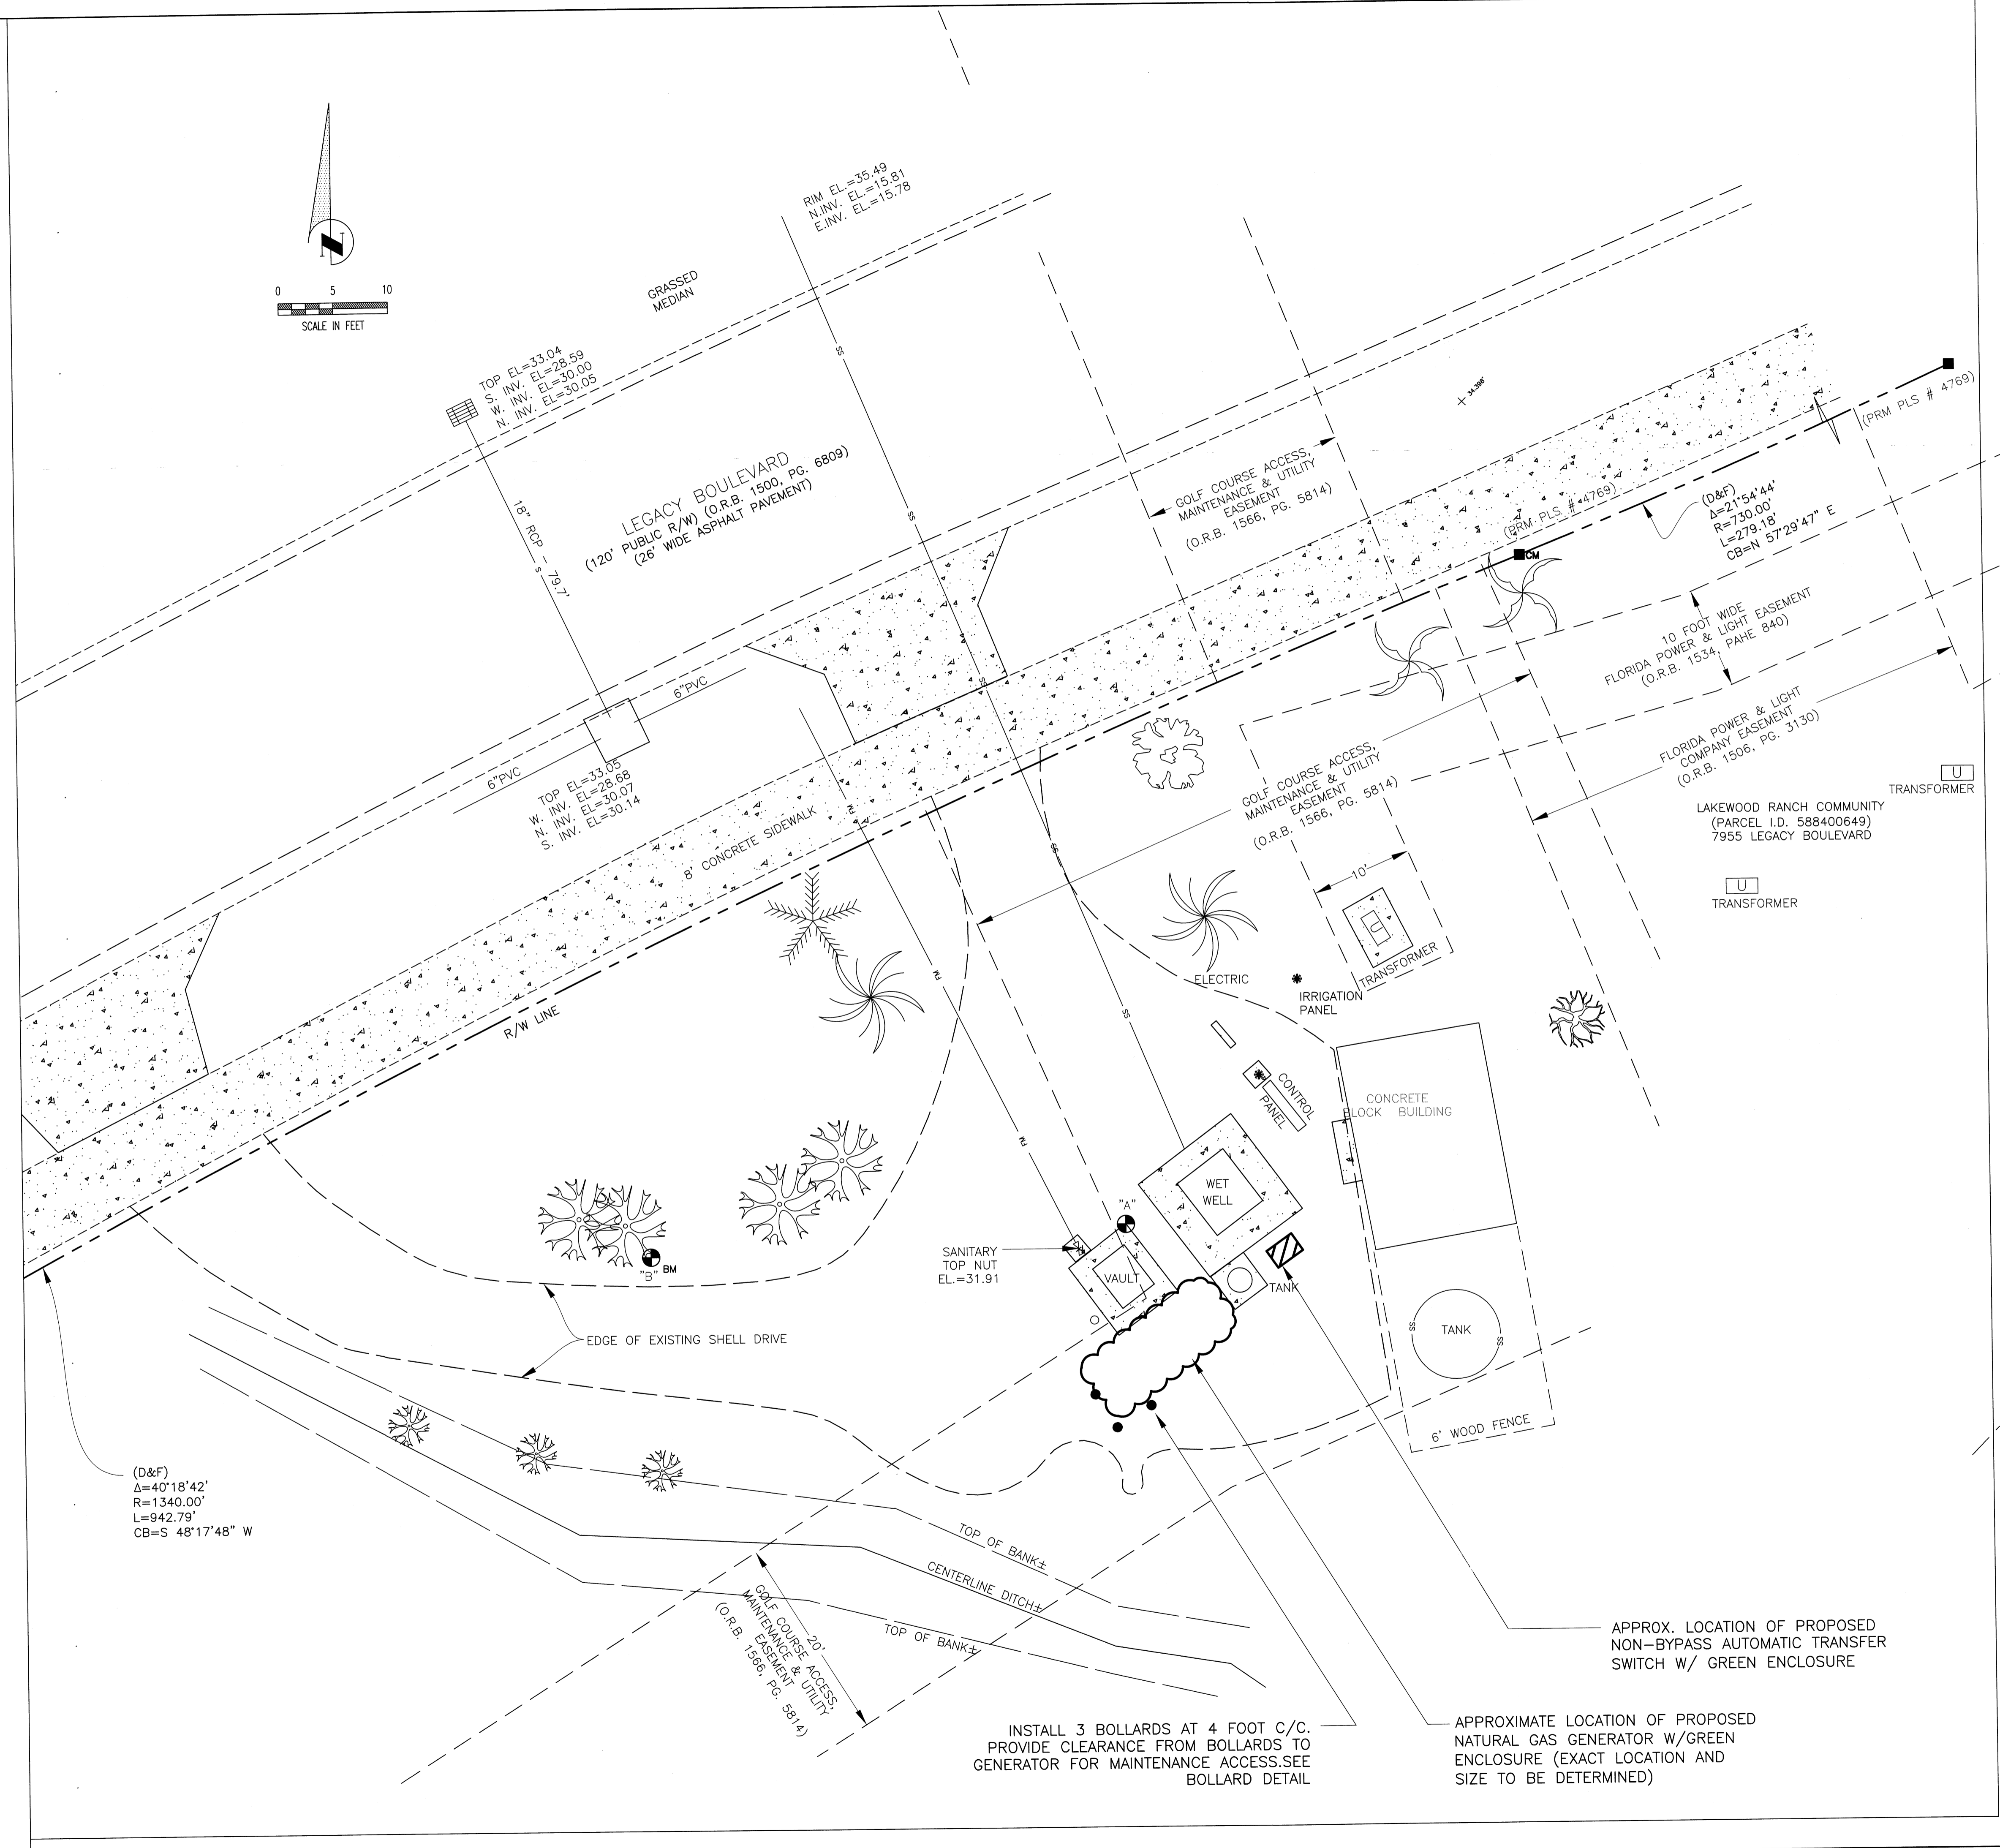 RIM EL.=35.49
N.INV. EL.=15.81
E.INV. EL.=15.78
N
0 5 10
SCALE IN FEET
GRASSED
MEDIAN
TOP EL=33.04
S. INV. EL=28.59
W. INV. EL=30.00
N. INV. EL=30.05
SS
34.398'
(PRM PLS # 4769)
LEGACY BOULEVARD
(120' PUBLIC R/W) (O.R.B. 1500, PG. 6809)
(26' WIDE ASPHALT PAVEMENT)
18" RCP - 79.7'
S
SS
GOLF COURSE ACCESS,
MAINTENANCE & UTILITY
EASEMENT
(O.R.B. 1566, PG. 5814)
(PRM PLS # 4769)
CM
(D&F)
Δ=21°54'44'
R=730.00'
L=279.18'
CB=N 57°29'47" E
10 FOOT WIDE
FLORIDA POWER & LIGHT EASEMENT
(O.R.B. 1534, PAHE 840)
6"PVC
6"PVC
SS
TOP EL=33.05
W. INV. EL=28.68
N. INV EL=30.07
S. INV EL=30.14
FLORIDA POWER & LIGHT
COMPANY EASEMENT
(O.R.B. 1506, PG. 3130)
GOLF COURSE ACCESS,
MAINTENANCE & UTILITY
EASEMENT
(O.R.B. 1566, PG. 5814)
U
TRANSFORMER
LAKEWOOD RANCH COMMUNITY
(PARCEL I.D. 588400649)
7955 LEGACY BOULEVARD
U
TRANSFORMER
8' CONCRETE SIDEWALK
FM
SS
10'
U
TRANSFORMER
ELECTRIC
IRRIGATION
PANEL
FM
SS
R/W LINE
CONTROL
PANEL
CONCRETE
BLOCK BUILDING
FM
WET
WELL
"A"
"B"
BM
SANITARY
TOP NUT
EL.=31.91
VAULT
TANK
SS
TANK
SS
EDGE OF EXISTING SHELL DRIVE
6' WOOD FENCE
(D&F)
Δ=40°18'42'
R=1340.00'
L=942.79'
CB=S 48°17'48" W
TOP OF BANK±
CENTERLINE DITCH±
TOP OF BANK±
20'
GOLF COURSE ACCESS,
MAINTENANCE & UTILITY
EASEMENT
(O.R.B. 1566, PG. 5814)
APPROX. LOCATION OF PROPOSED
NON-BYPASS AUTOMATIC TRANSFER
SWITCH W/ GREEN ENCLOSURE
INSTALL 3 BOLLARDS AT 4 FOOT C/C.
PROVIDE CLEARANCE FROM BOLLARDS TO
GENERATOR FOR MAINTENANCE ACCESS.SEE
BOLLARD DETAIL
APPROXIMATE LOCATION OF PROPOSED
NATURAL GAS GENERATOR W/GREEN
ENCLOSURE (EXACT LOCATION AND
SIZE TO BE DETERMINED)